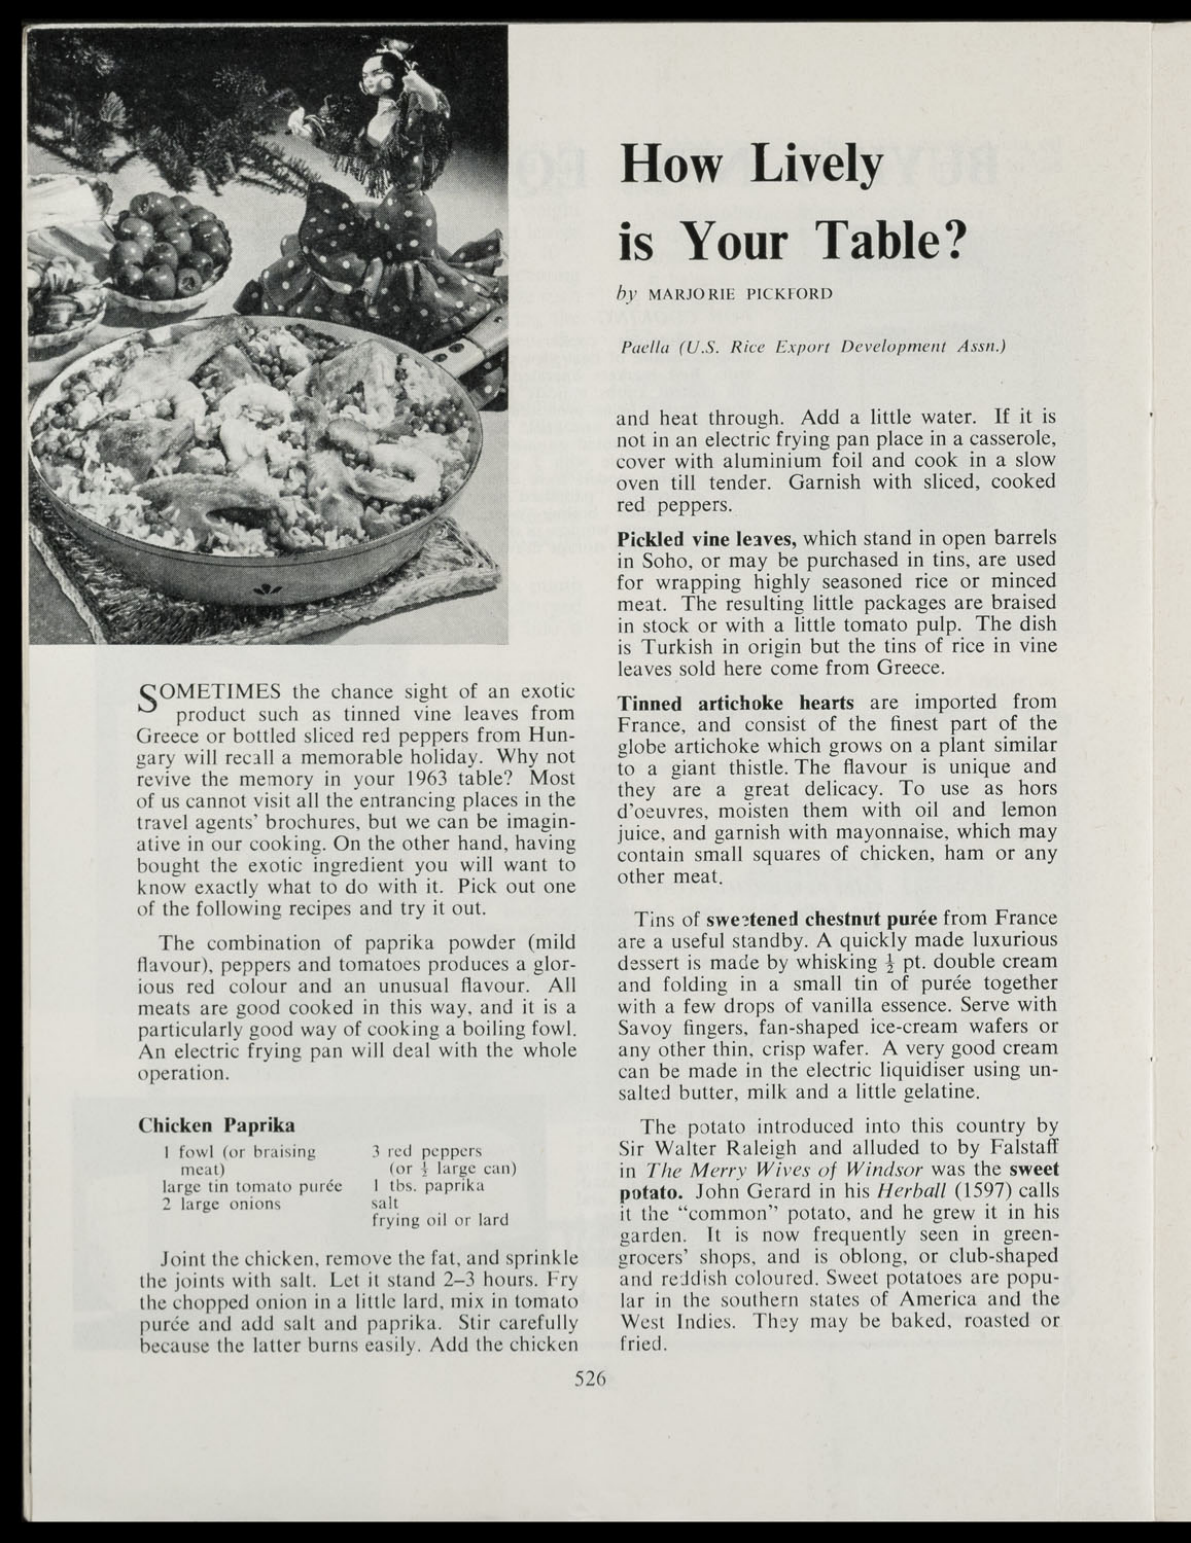 How Lively
is Your Table?
by MARJORIE PICKFORD
Paella (U.S. Rice Export Development Assn.)
SOMETIMES the chance sight of an exotic
product such as tinned vine leaves from
Greece or bottled sliced red peppers from Hun-
gary will recall a memorable holiday. Why not
revive the memory in your 1963 table? Most
of us cannot visit all the entrancing places in the
travel agents' brochures, but we can be imagin-
ative in our cooking. On the other hand, having
bought the exotic ingredient you will want to
know exactly what to do with it. Pick out one
of the following recipes and try it out.
The combination of paprika powder (mild
flavour), peppers and tomatoes produces a glor-
ious red colour and an unusual flavour. All
meats are good cooked in this way, and it is a
particularly good way of cooking a boiling fowl.
An electric frying pan will deal with the whole
operation.
Chicken Paprika
1 fowl (or braising
meat)
large tin tomato purée
2 large onions
3 red peppers
(or ½ large can)
1 tbs. paprika
salt
frying oil or lard
Joint the chicken, remove the fat, and sprinkle
the joints with salt. Let it stand 2–3 hours. Fry
the chopped onion in a little lard, mix in tomato
purée and add salt and paprika. Stir carefully
because the latter burns easily. Add the chicken
and heat through. Add a little water. If it is
not in an electric frying pan place in a casserole,
cover with aluminium foil and cook in a slow
oven till tender. Garnish with sliced, cooked
red peppers.
Pickled vine leaves, which stand in open barrels
in Soho, or may be purchased in tins, are used
for wrapping highly seasoned rice or minced
meat. The resulting little packages are braised
in stock or with a little tomato pulp. The dish
is Turkish in origin but the tins of rice in vine
leaves sold here come from Greece.
Tinned artichoke hearts are imported from
France, and consist of the finest part of the
globe artichoke which grows on a plant similar
to a giant thistle. The flavour is unique and
they are a great delicacy. To use as hors
d'oeuvres, moisten them with oil and lemon
juice, and garnish with mayonnaise, which may
contain small squares of chicken, ham or any
other meat.
Tins of sweetened chestnut purée from France
are a useful standby. A quickly made luxurious
dessert is made by whisking ½ pt. double cream
and folding in a small tin of purée together
with a few drops of vanilla essence. Serve with
Savoy fingers, fan-shaped ice-cream wafers or
any other thin, crisp wafer. A very good cream
can be made in the electric liquidiser using un-
salted butter, milk and a little gelatine.
The potato introduced into this country by
Sir Walter Raleigh and alluded to by Falstaff
in The Merry Wives of Windsor was the sweet
potato. John Gerard in his Herball (1597) calls
it the "common" potato, and he grew it in his
garden. It is now frequently seen in green-
grocers' shops, and is oblong, or club-shaped
and reddish coloured. Sweet potatoes are popu-
lar in the southern states of America and the
West Indies. They may be baked, roasted or
fried.
526